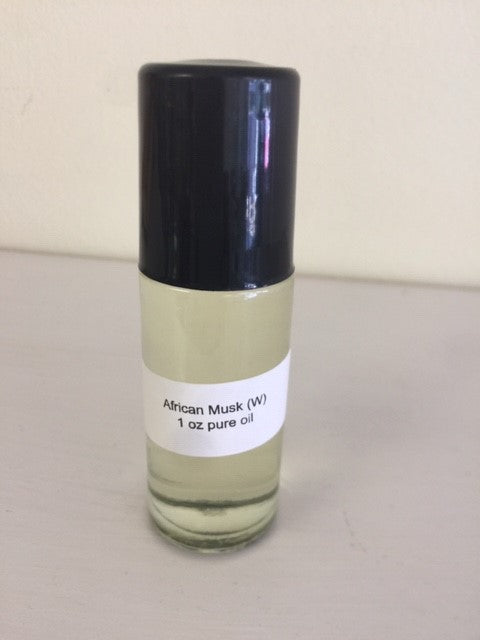 African Musk (W)
1 oz pure oil